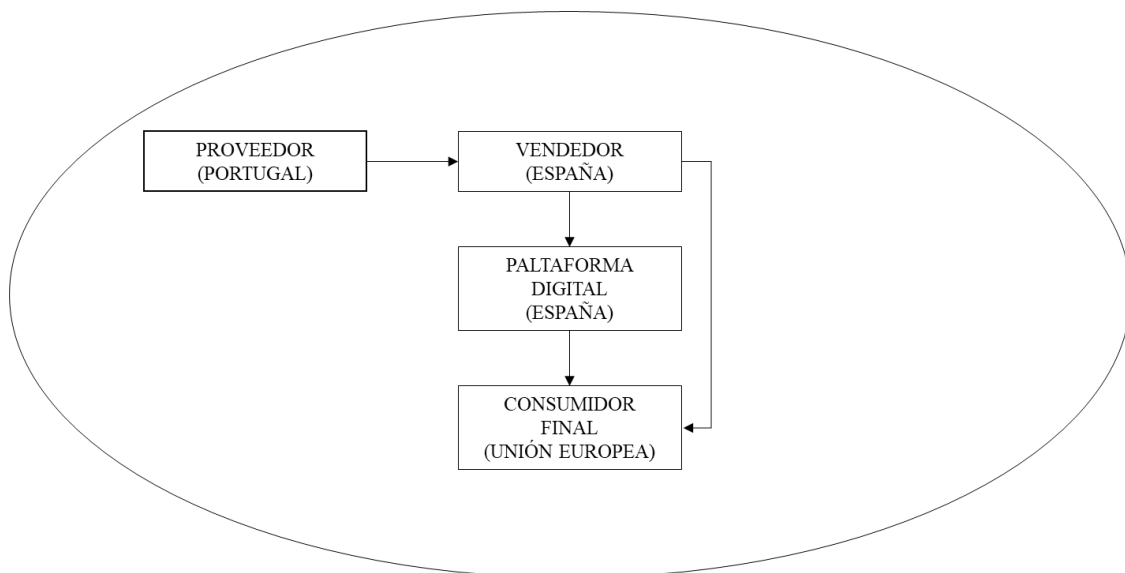 PROVEEDOR
(PORTUGAL)
VENDEDOR
(ESPAÑA)
PALTAFORMA
DIGITAL
(ESPAÑA)
CONSUMIDOR
FINAL
(UNIÓN EUROPEA)